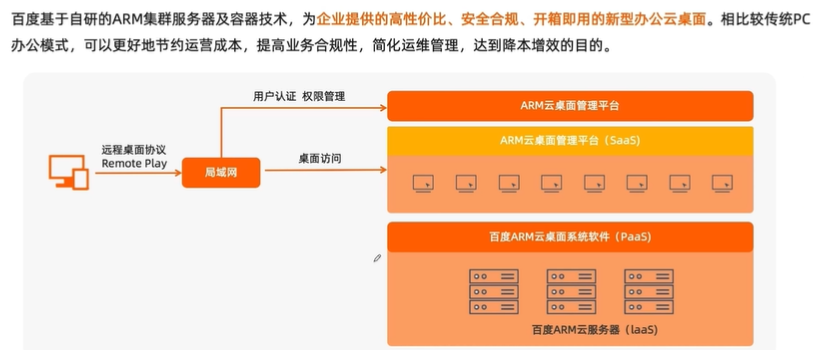 百度基于自研的ARM集群服务器及容器技术，为企业提供的高性价比、安全合规、开箱即用的新型办公云桌面。相比较传统PC
办公模式，可以更好地节约运营成本，提高业务合规性，简化运维管理，达到降本增效的目的。
用户认证 权限管理
ARM云桌面管理平台
远程桌面协议
Remote Play
局域网
桌面访问
ARM云桌面管理平台（SaaS）
百度ARM云桌面系统软件（PaaS）
百度ARM云服务器（IaaS）